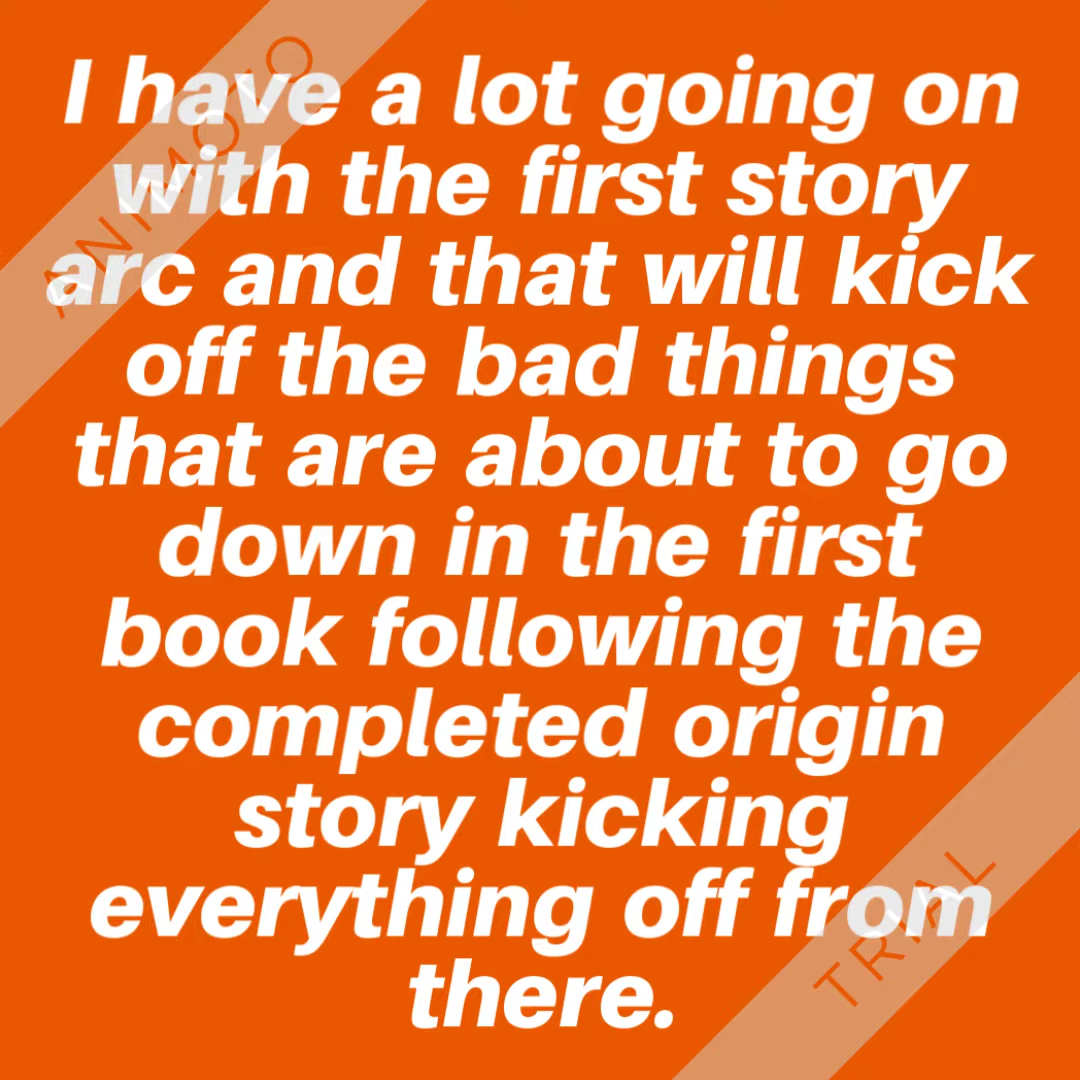 I have a lot going on
with the first story
arc and that will kick
off the bad things
that are about to go
down in the first
book following the
completed origin
story kicking
everything off from
there.
ANIMOTO
TRIAL